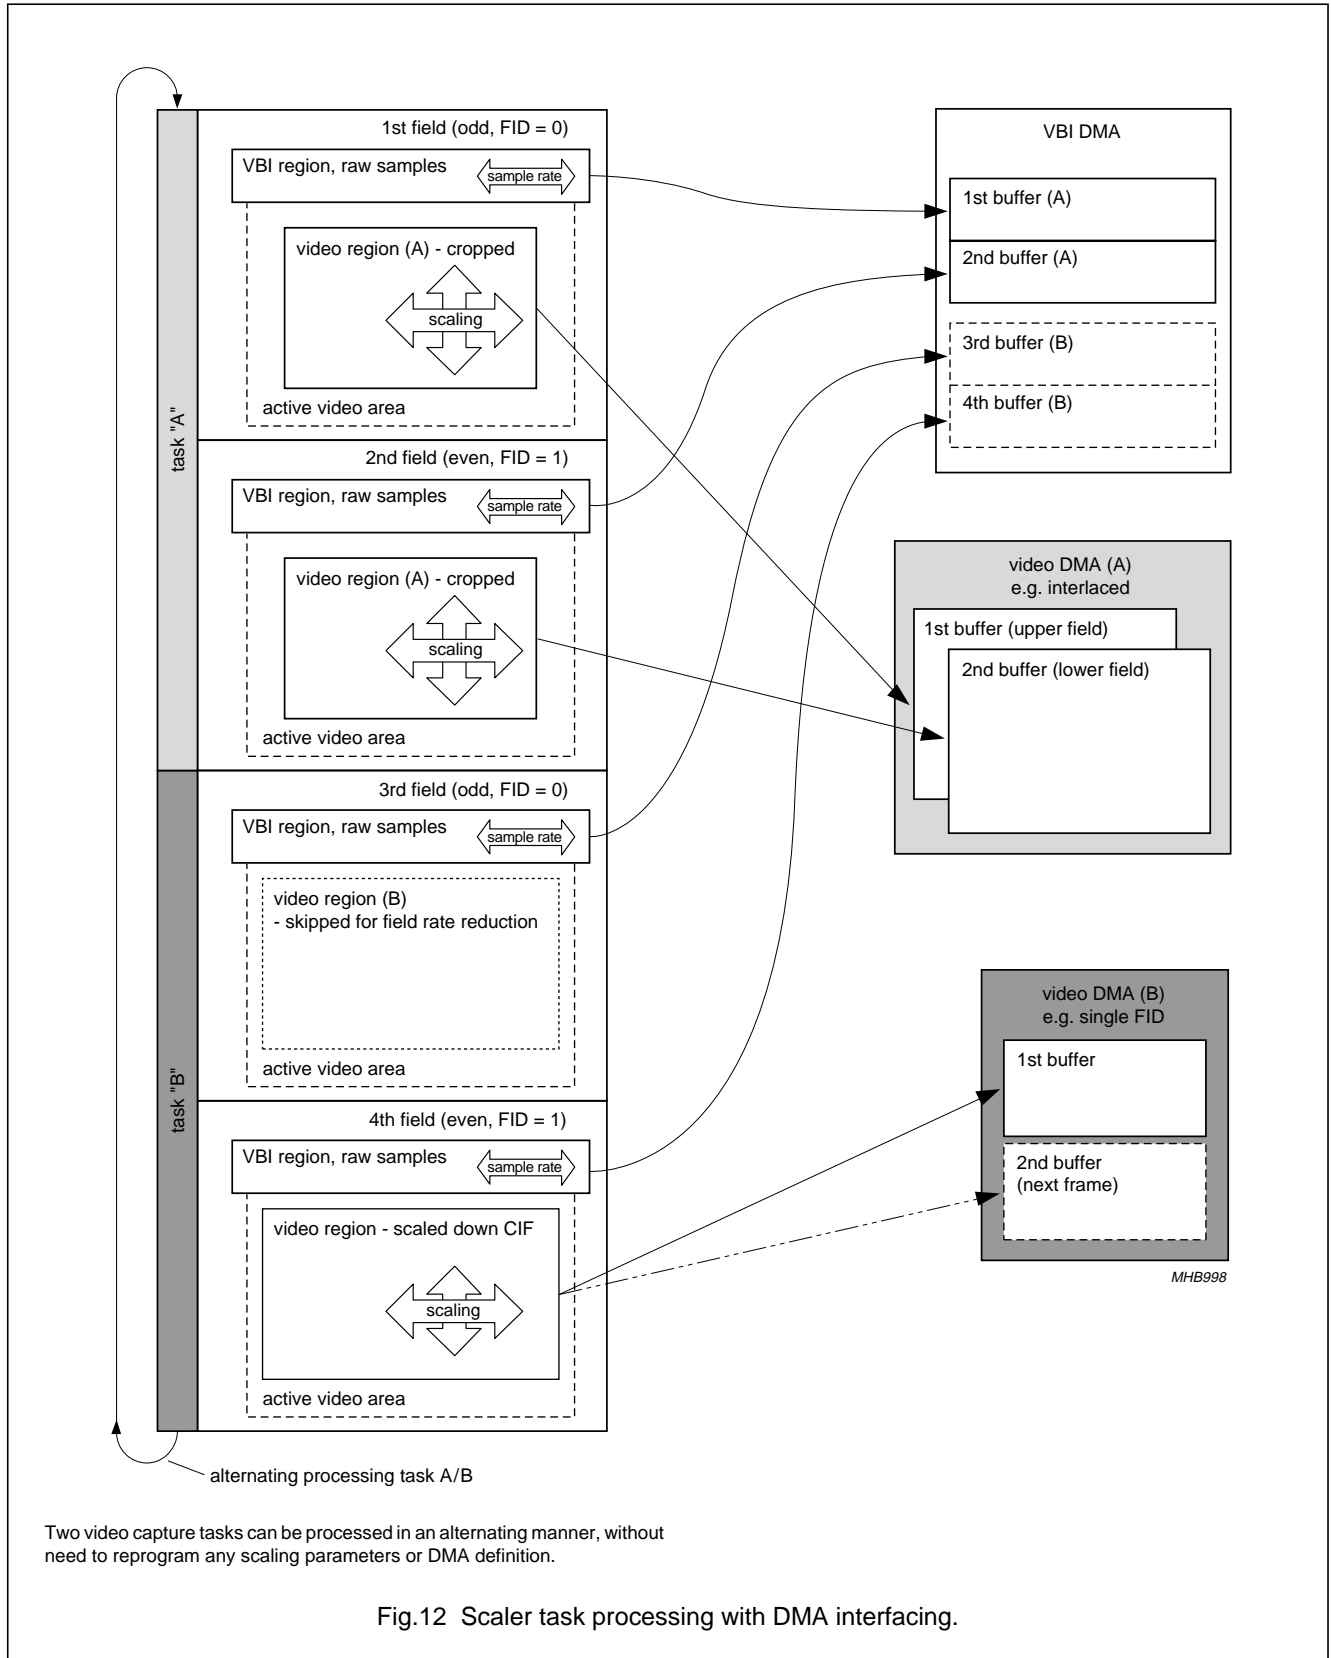 1st field (odd, FID = 0)
VBI region, raw samples
sample rate
video region (A) - cropped
scaling
active video area
task "A"
2nd field (even, FID = 1)
VBI region, raw samples
sample rate
video region (A) - cropped
scaling
active video area
3rd field (odd, FID = 0)
VBI region, raw samples
sample rate
video region (B)
- skipped for field rate reduction
active video area
task "B"
4th field (even, FID = 1)
VBI region, raw samples
sample rate
video region - scaled down CIF
scaling
active video area
alternating processing task A/B
VBI DMA
1st buffer (A)
2nd buffer (A)
3rd buffer (B)
4th buffer (B)
video DMA (A)
e.g. interlaced
1st buffer (upper field)
2nd buffer (lower field)
video DMA (B)
e.g. single FID
1st buffer
2nd buffer
(next frame)
MHB998
Two video capture tasks can be processed in an alternating manner, without
need to reprogram any scaling parameters or DMA definition.
Fig.12 Scaler task processing with DMA interfacing.